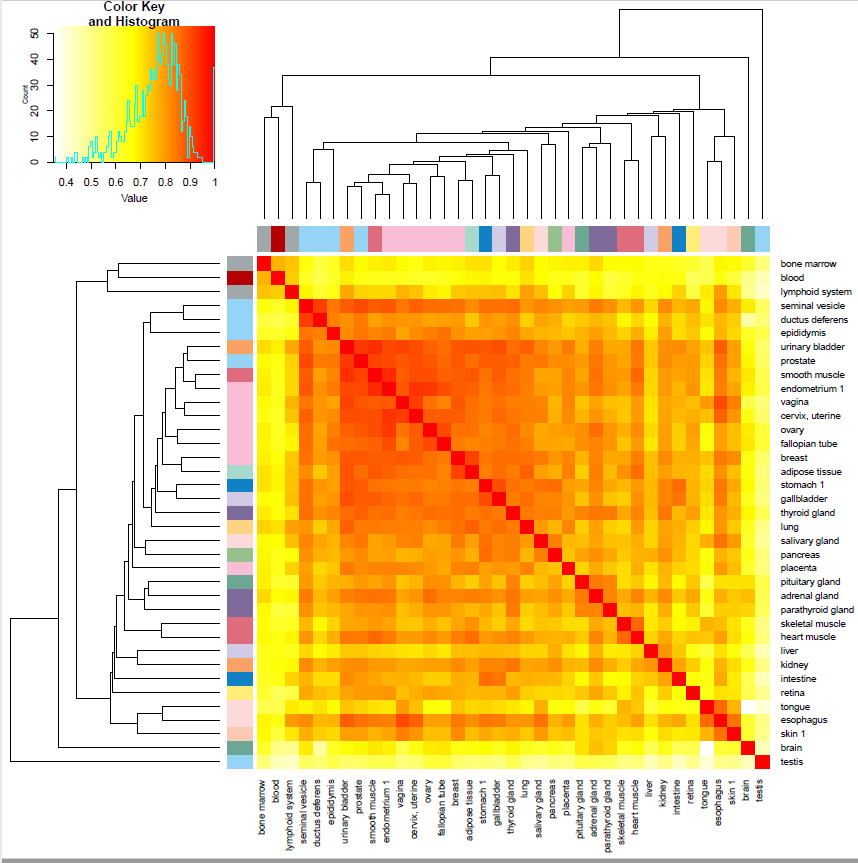 Color Key
and Histogram
Count
0 10 20 30 40 50
0.4 0.5 0.6 0.7 0.8 0.9 1
Value
bone marrow
blood
lymphoid system
seminal vesicle
ductus deferens
epididymis
urinary bladder
prostate
smooth muscle
endometrium 1
vagina
cervix, uterine
ovary
fallopian tube
breast
adipose tissue
stomach 1
gallbladder
thyroid gland
lung
salivary gland
pancreas
placenta
pituitary gland
adrenal gland
parathyroid gland
skeletal muscle
heart muscle
liver
kidney
intestine
retina
tongue
esophagus
skin 1
brain
testis
bone marrow
blood
lymphoid system
seminal vesicle
ductus deferens
epididymis
urinary bladder
prostate
smooth muscle
endometrium 1
vagina
cervix, uterine
ovary
fallopian tube
breast
adipose tissue
stomach 1
gallbladder
thyroid gland
lung
salivary gland
pancreas
placenta
pituitary gland
adrenal gland
parathyroid gland
skeletal muscle
heart muscle
liver
kidney
intestine
retina
tongue
esophagus
skin 1
brain
testis